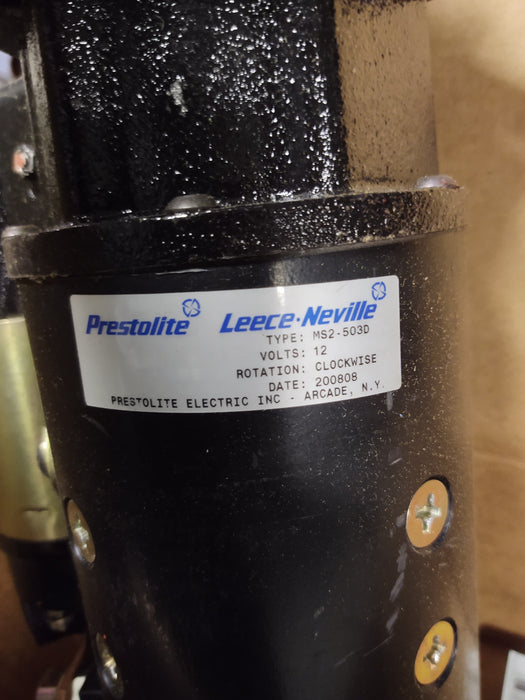 Prestolite Leece-Neville
TYPE: MS2-503D
VOLTS: 12
ROTATION: CLOCKWISE
DATE: 200808
PRESTOLITE ELECTRIC INC - ARCADE, N.Y.